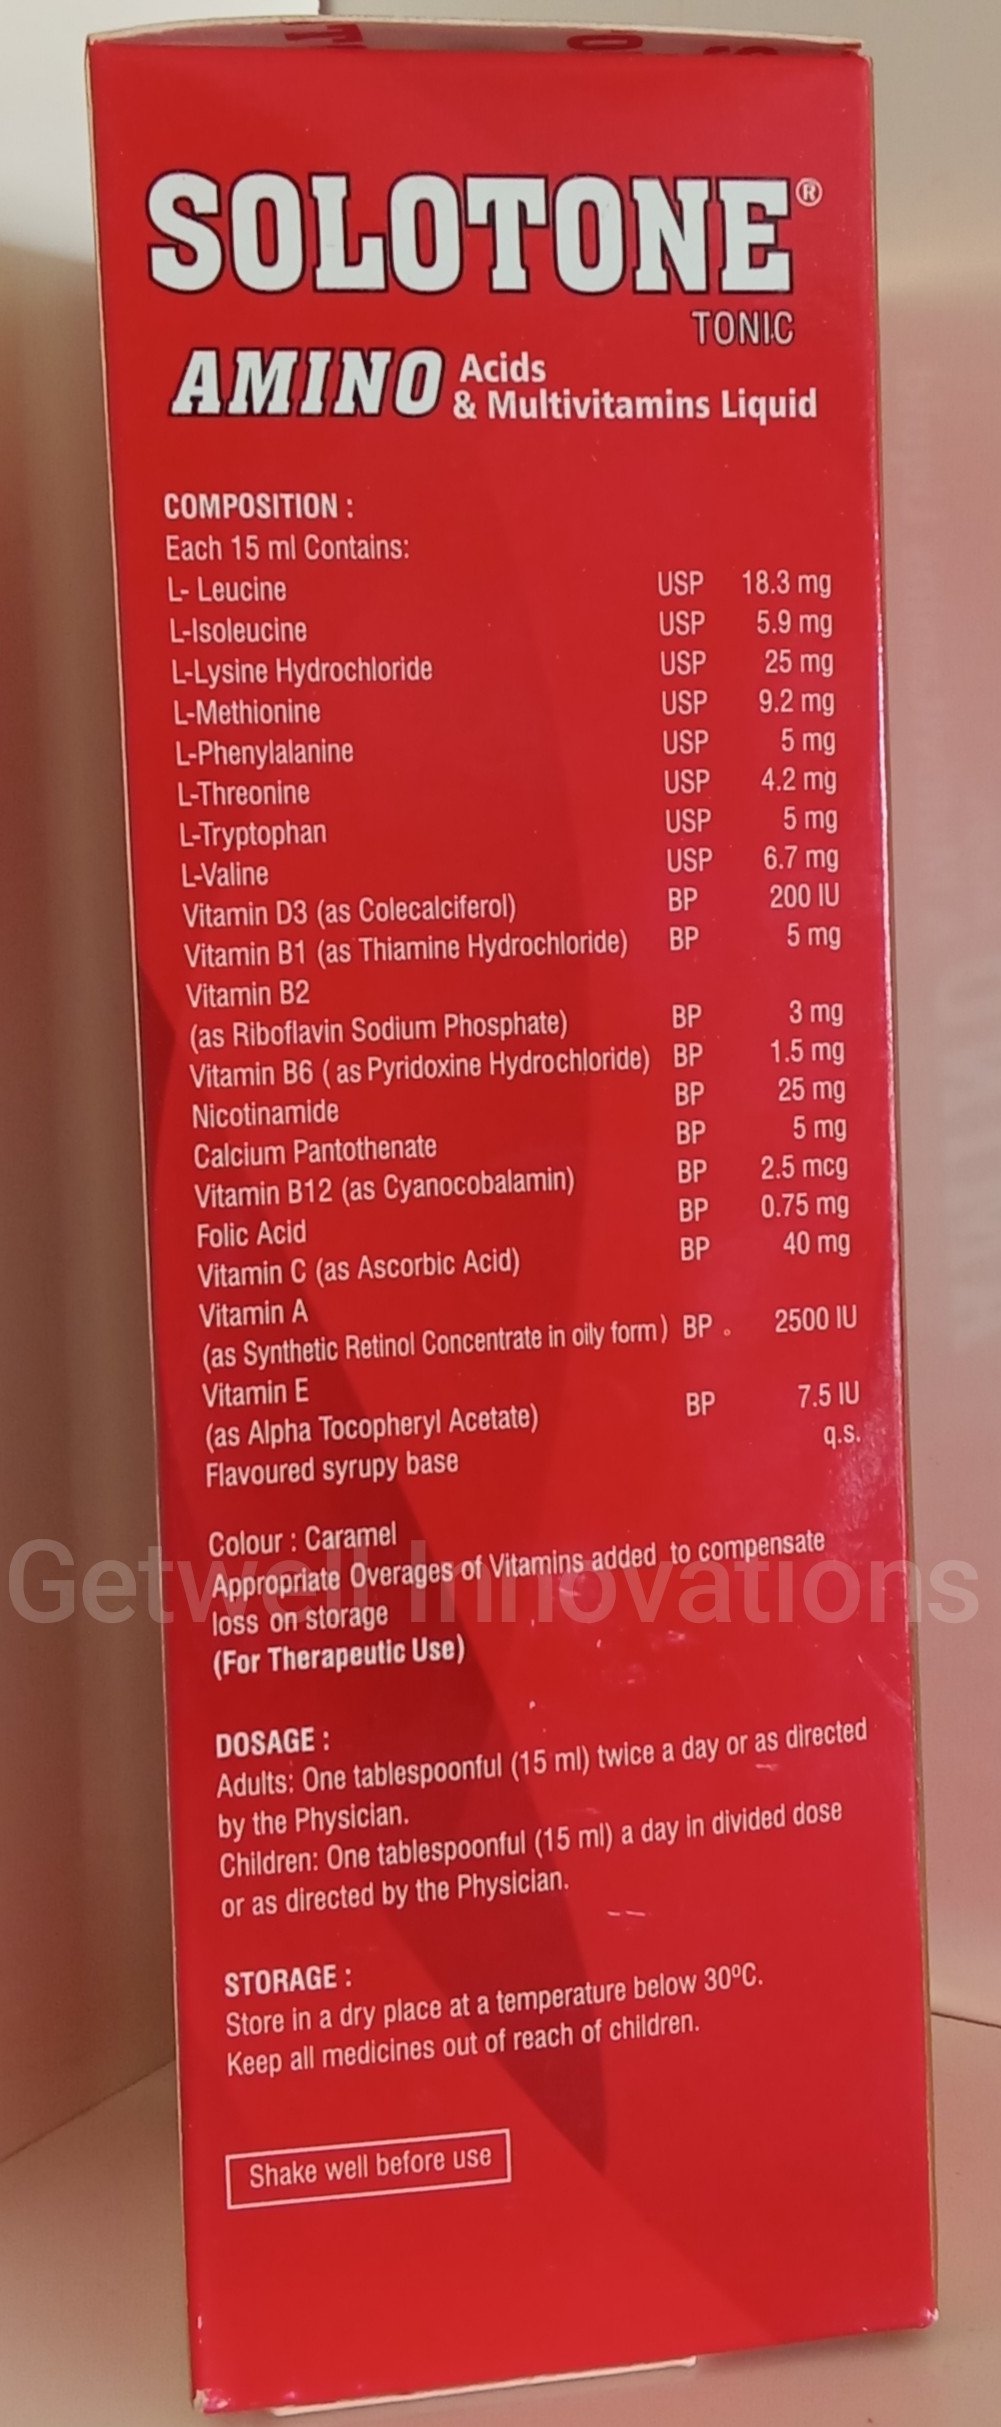 SOLOTONE®
TONIC
AMINO Acids
& Multivitamins Liquid
COMPOSITION :
Each 15 ml Contains:
L- Leucine USP 18.3 mg
L-Isoleucine USP 5.9 mg
L-Lysine Hydrochloride USP 25 mg
L-Methionine USP 9.2 mg
L-Phenylalanine USP 5 mg
L-Threonine USP 4.2 mg
L-Tryptophan USP 5 mg
L-Valine USP 6.7 mg
Vitamin D3 (as Colecalciferol) BP 200 IU
Vitamin B1 (as Thiamine Hydrochloride) BP 5 mg
Vitamin B2
(as Riboflavin Sodium Phosphate) BP 3 mg
Vitamin B6 ( as Pyridoxine Hydrochloride) BP 1.5 mg
Nicotinamide BP 25 mg
Calcium Pantothenate BP 5 mg
Vitamin B12 (as Cyanocobalamin) BP 2.5 mcg
Folic Acid BP 0.75 mg
Vitamin C (as Ascorbic Acid) BP 40 mg
Vitamin A
(as Synthetic Retinol Concentrate in oily form) BP 2500 IU
Vitamin E
(as Alpha Tocopheryl Acetate) BP 7.5 IU
Flavoured syrupy base q.s.
Colour : Caramel
Appropriate Overages of Vitamins added to compensate
loss on storage
(For Therapeutic Use)
Getwell Innovations
DOSAGE :
Adults: One tablespoonful (15 ml) twice a day or as directed
by the Physician.
Children: One tablespoonful (15 ml) a day in divided dose
or as directed by the Physician.
STORAGE :
Store in a dry place at a temperature below 30ºC.
Keep all medicines out of reach of children.
Shake well before use